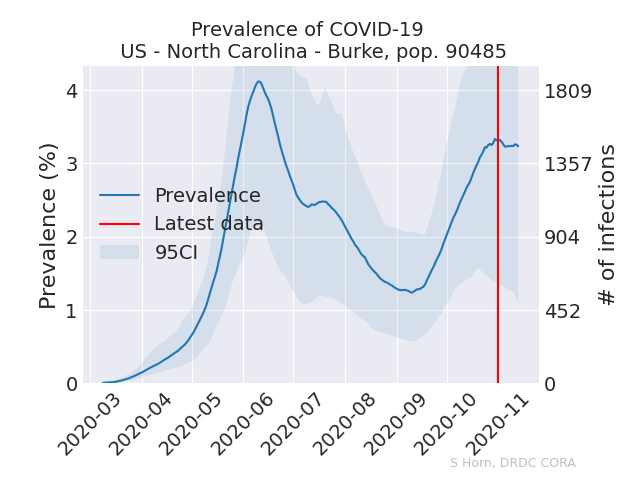 Prevalence of COVID-19
US - North Carolina - Burke, pop. 90485
Prevalence (%)
4
3
2
1
0
Prevalence
Latest data
95CI
1809
1357
904
452
0
# of infections
2020-03
2020-04
2020-05
2020-06
2020-07
2020-08
2020-09
2020-10
2020-11
S Horn, DRDC CORA